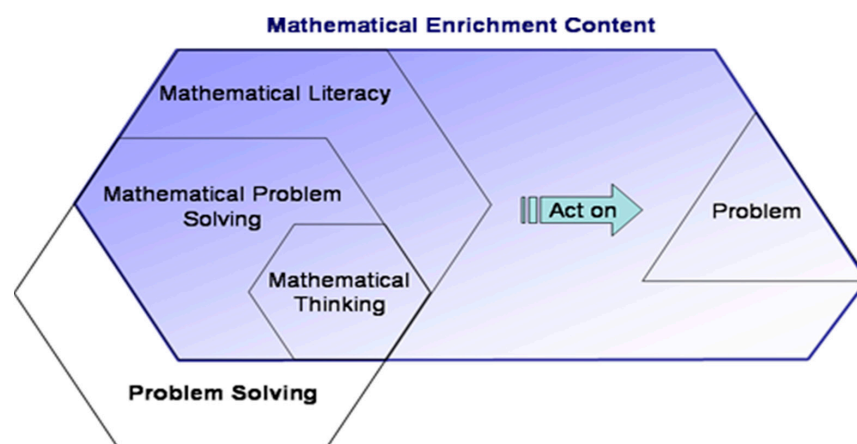 Mathematical Enrichment Content
Mathematical Literacy
Mathematical Problem
Solving
Act on
Problem
Mathematical
Thinking
Problem Solving